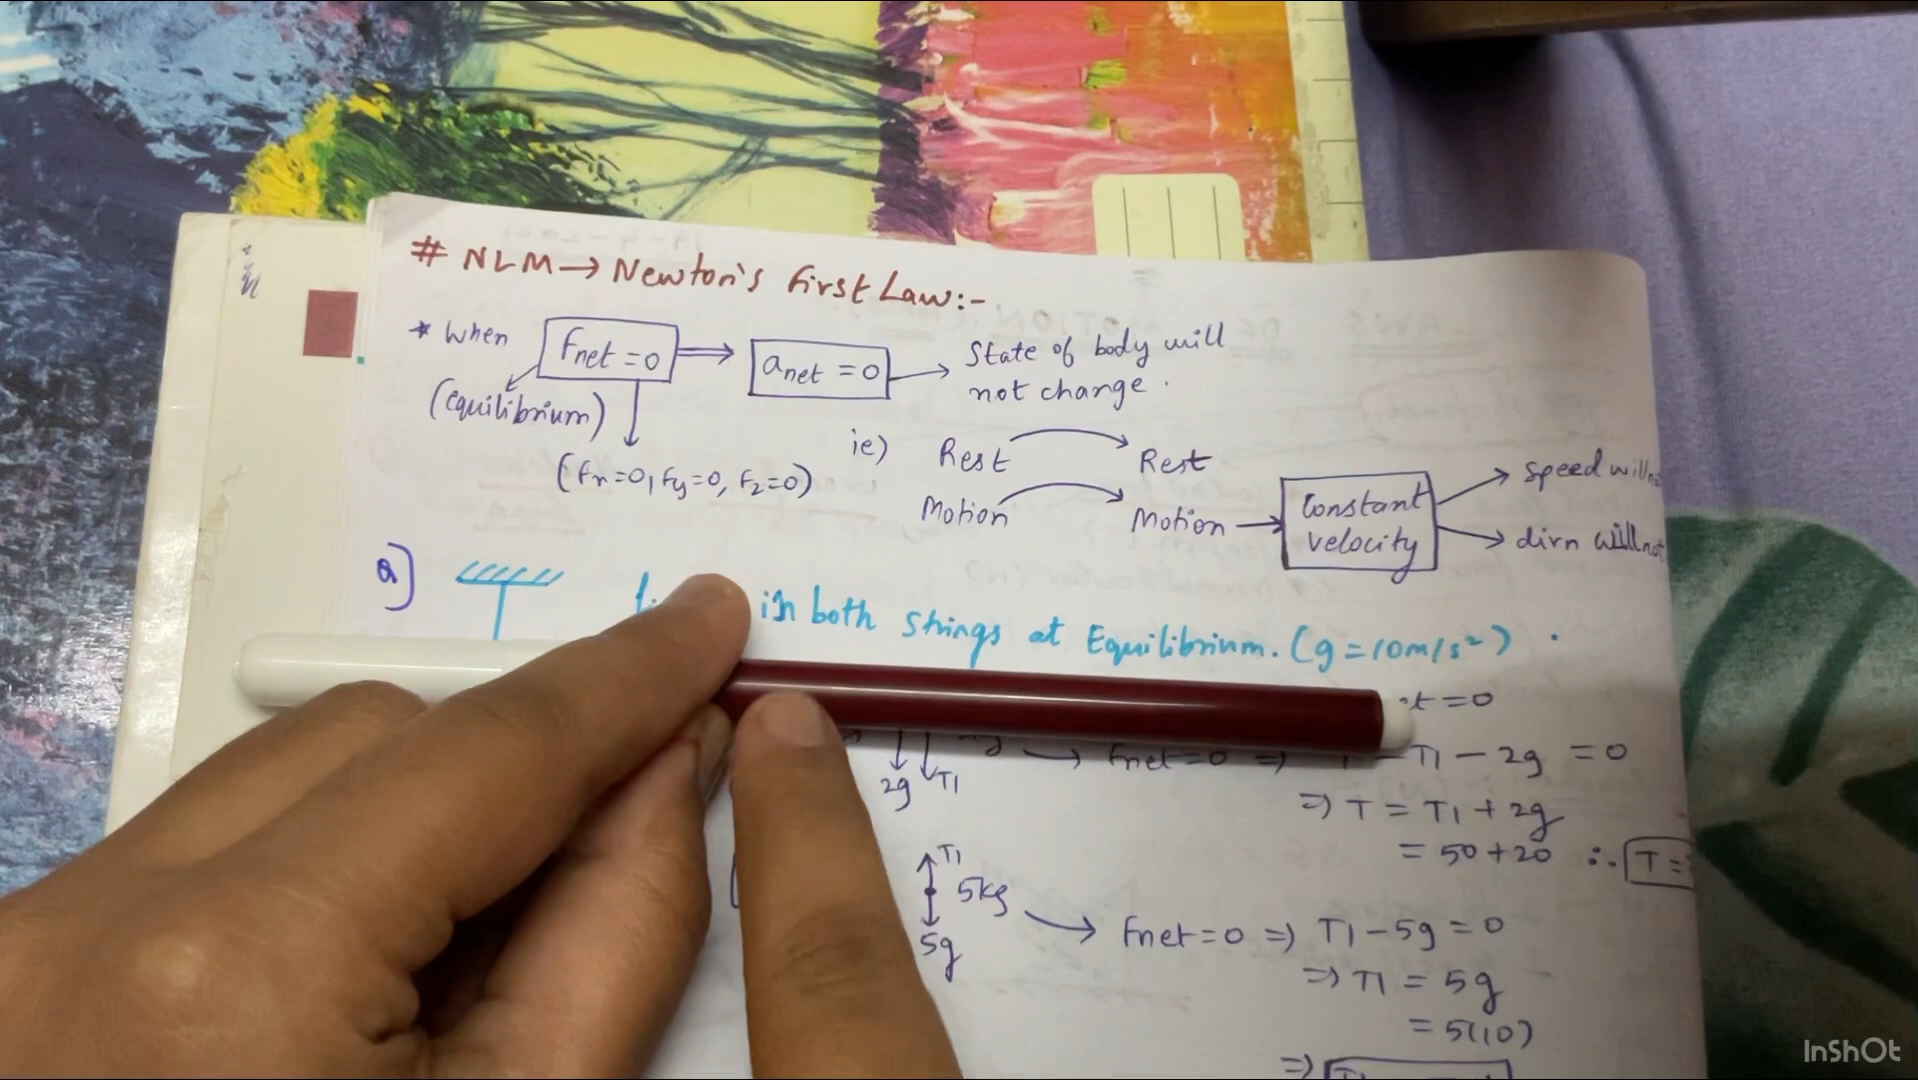 # NLM → Newton's First Law:-
* When Fnet = 0 ⇒ anet = 0 → State of body will
not change.
(equilibrium)
(Fx=0, Fy=0, Fz=0)
ie) Rest Rest
Motion Motion → Constant velocity
speed will
dirn will not
Q)
in both strings at Equilibrium. (g = 10m/s²).
= 0
→ Fnet = 0 ⇒ T - T1 - 2g = 0
2g T1
⇒ T = T1 + 2g
= 50 + 20 ∴ T =
T1
5kg
5g
→ Fnet = 0 ⇒ T1 - 5g = 0
⇒ T1 = 5g
= 5(10)
⇒
InShOt